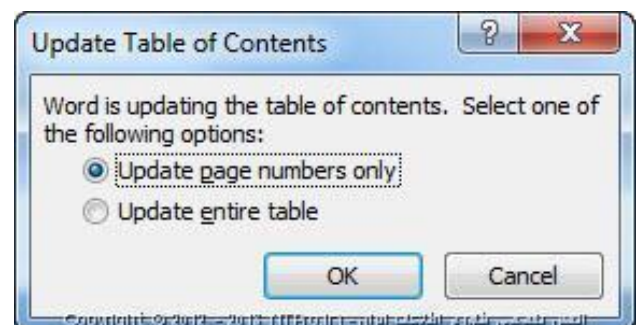 Update Table of Contents
?
Word is updating the table of contents. Select one of
the following options:
Update page numbers only
Update entire table
OK
Cancel